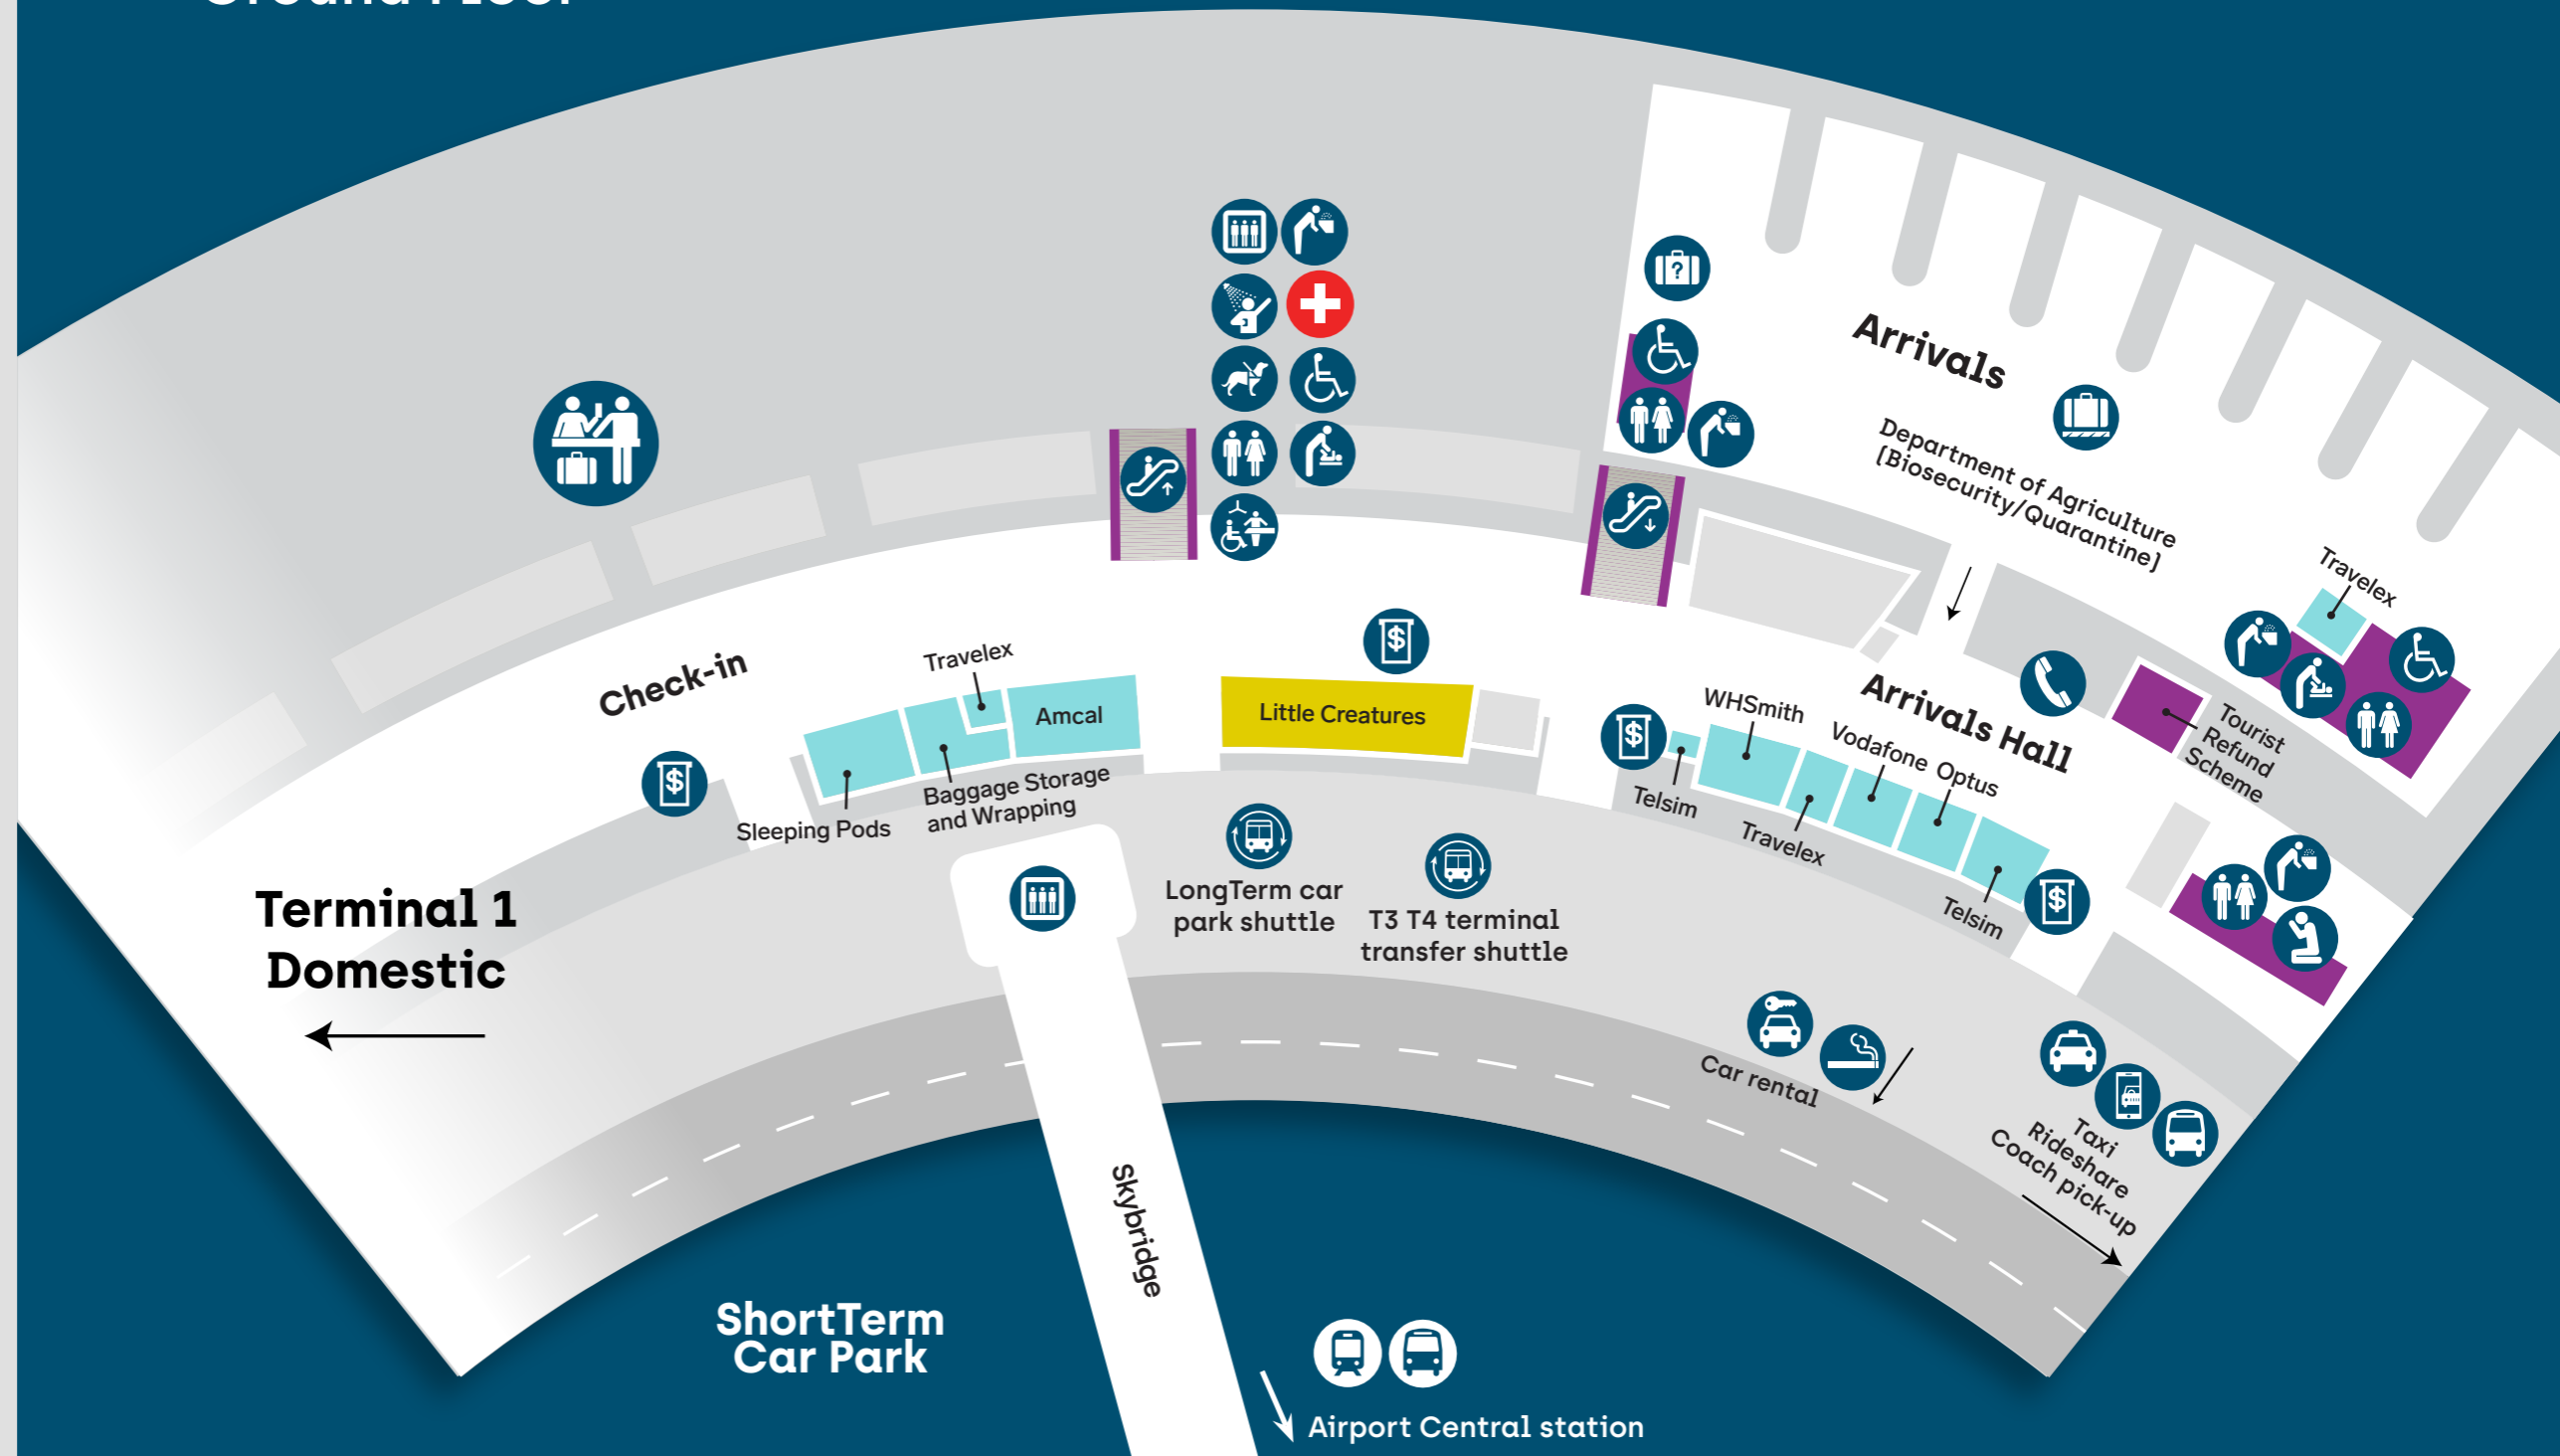 Ground Floor
Arrivals
Department of Agriculture
(Biosecurity/Quarantine)
Travelex
Check-in
Travelex
Amcal
Little Creatures
Sleeping Pods
Baggage Storage
and Wrapping
WHSmith
Vodafone
Optus
Telsim
Travelex
Telsim
Arrivals Hall
Tourist
Refund
Scheme
Terminal 1
Domestic
LongTerm car
park shuttle
T3 T4 terminal
transfer shuttle
Car rental
Taxi
Rideshare
Coach pick-up
Skybridge
ShortTerm
Car Park
Airport Central station